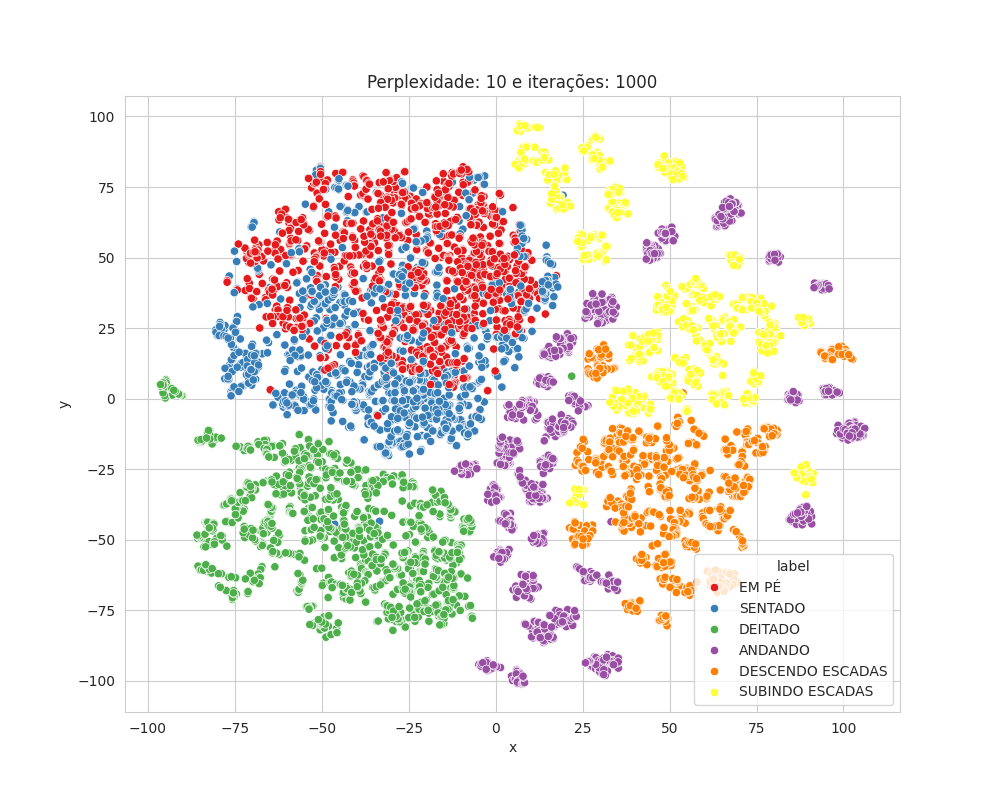 Perplexidade: 10 e iterações: 1000
100
75
50
25
0
−25
−50
−75
−100
y
−100
−75
−50
−25
0
25
50
75
100
x
label
EM PÉ
SENTADO
DEITADO
ANDANDO
DESCENDO ESCADAS
SUBINDO ESCADAS